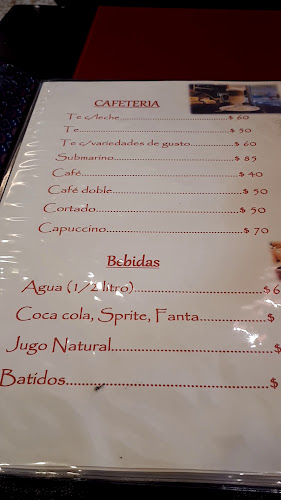 CAFETERIA
Te c/leche........................$ 60
Te........................$ 50
Te c/variedades de gusto............$ 60
Submarino........................$ 85
Café........................$ 40
Café doble........................$ 50
Cortado........................$ 50
Capuccino........................$ 70
Bebidas
Agua (1/2 litro)........................$ 6
Coca cola, Sprite, Fanta...............$
Jugo Natural........................$
Batidos........................$